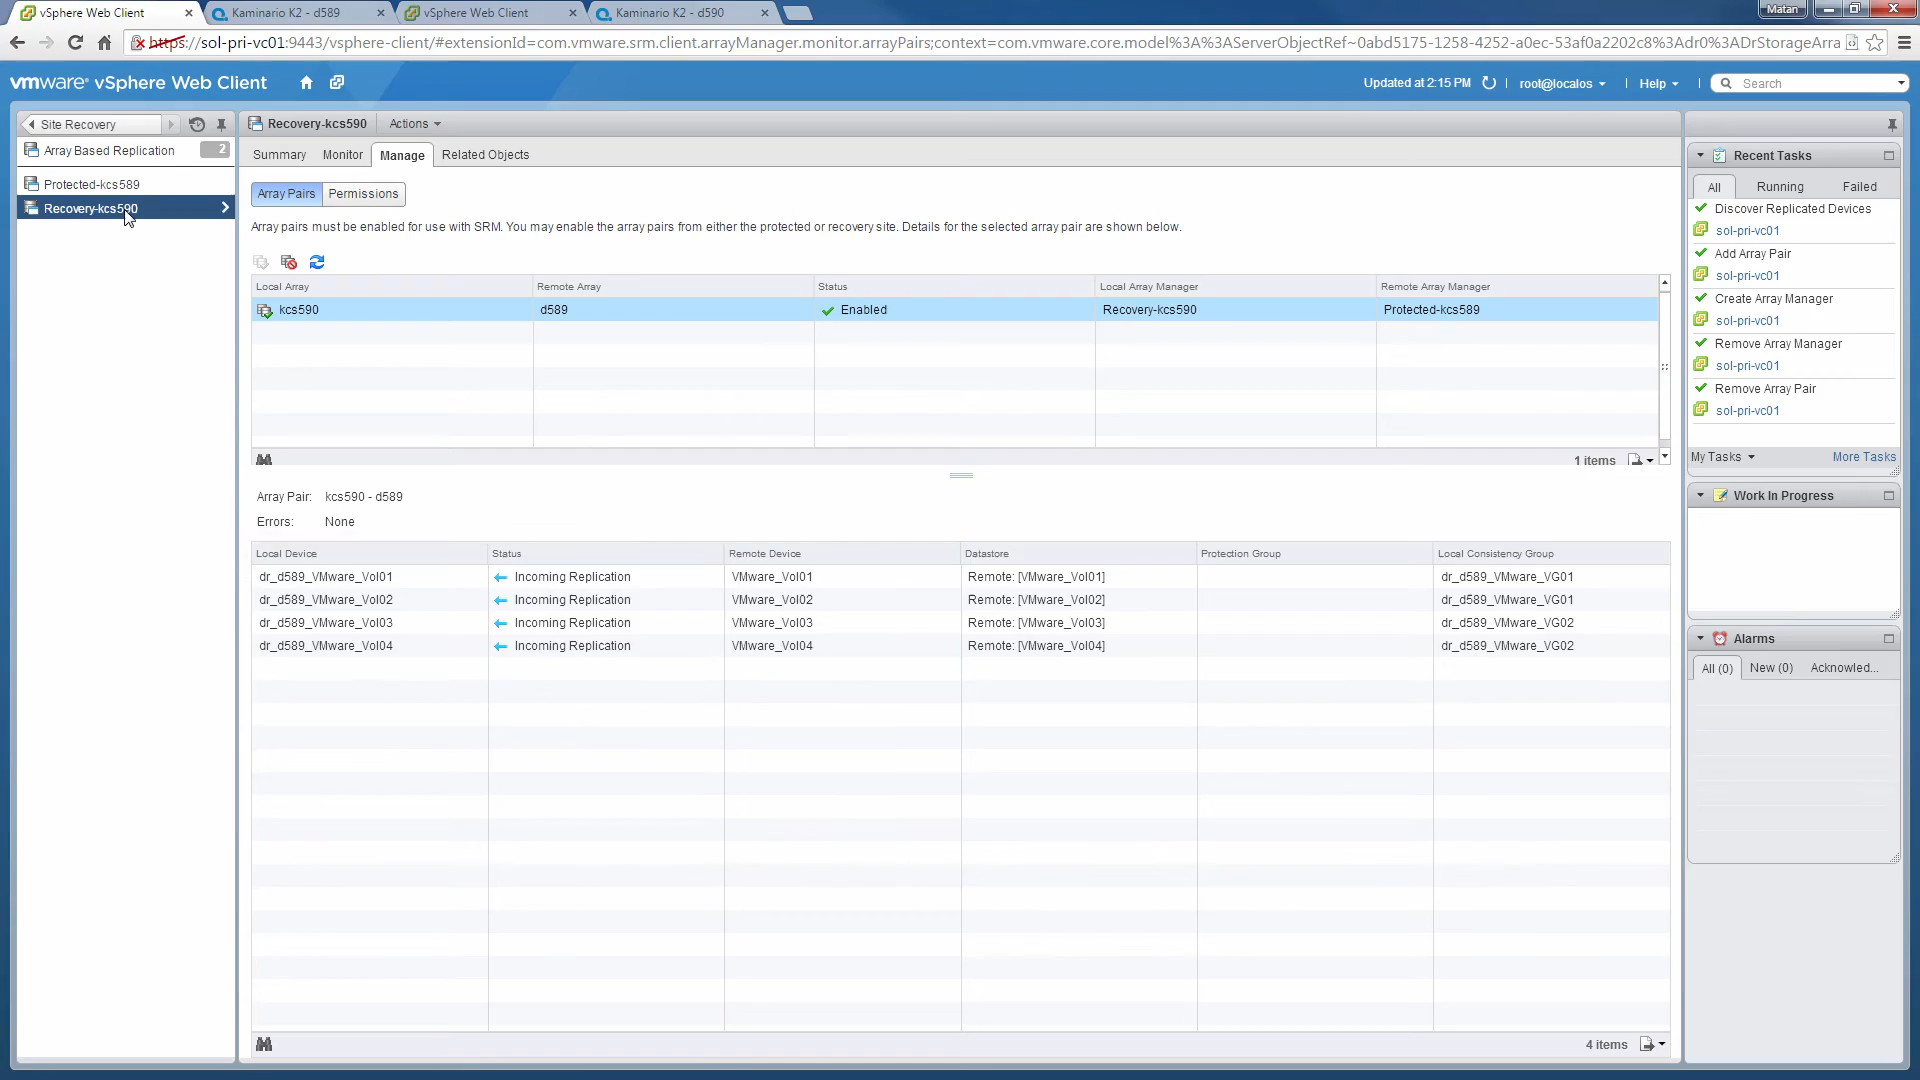 vSphere Web Client
Kaminario K2 - d589
vSphere Web Client
Kaminario K2 - d590
Matan
https://sol-pri-vc01:9443/vsphere-client/#extensionId=com.vmware.srm.client.arrayManager.monitor.arrayPairs;context=com.vmware.core.model%3A%3AServerObjectRef~0abd5175-1258-4252-a0ec-53af0a2202c8%3Adr0%3ADrStorageArra
vmware® vSphere Web Client
Updated at 2:15 PM
root@localos
Help
Search
Site Recovery
Array Based Replication 2
Protected-kcs589
Recovery-kcs590
Recovery-kcs590 Actions
Summary Monitor Manage Related Objects
Array Pairs Permissions
Array pairs must be enabled for use with SRM. You may enable the array pairs from either the protected or recovery site. Details for the selected array pair are shown below.
Local Array Remote Array Status Local Array Manager Remote Array Manager
kcs590 d589 Enabled Recovery-kcs590 Protected-kcs589
1 items
Array Pair: kcs590 - d589
Errors: None
Local Device Status Remote Device Datastore Protection Group Local Consistency Group
dr_d589_VMware_Vol01 Incoming Replication VMware_Vol01 Remote: [VMware_Vol01] dr_d589_VMware_VG01
dr_d589_VMware_Vol02 Incoming Replication VMware_Vol02 Remote: [VMware_Vol02] dr_d589_VMware_VG01
dr_d589_VMware_Vol03 Incoming Replication VMware_Vol03 Remote: [VMware_Vol03] dr_d589_VMware_VG02
dr_d589_VMware_Vol04 Incoming Replication VMware_Vol04 Remote: [VMware_Vol04] dr_d589_VMware_VG02
4 items
Recent Tasks
All Running Failed
Discover Replicated Devices
sol-pri-vc01
Add Array Pair
sol-pri-vc01
Create Array Manager
sol-pri-vc01
Remove Array Manager
sol-pri-vc01
Remove Array Pair
sol-pri-vc01
My Tasks More Tasks
Work In Progress
Alarms
All (0) New (0) Acknowled...